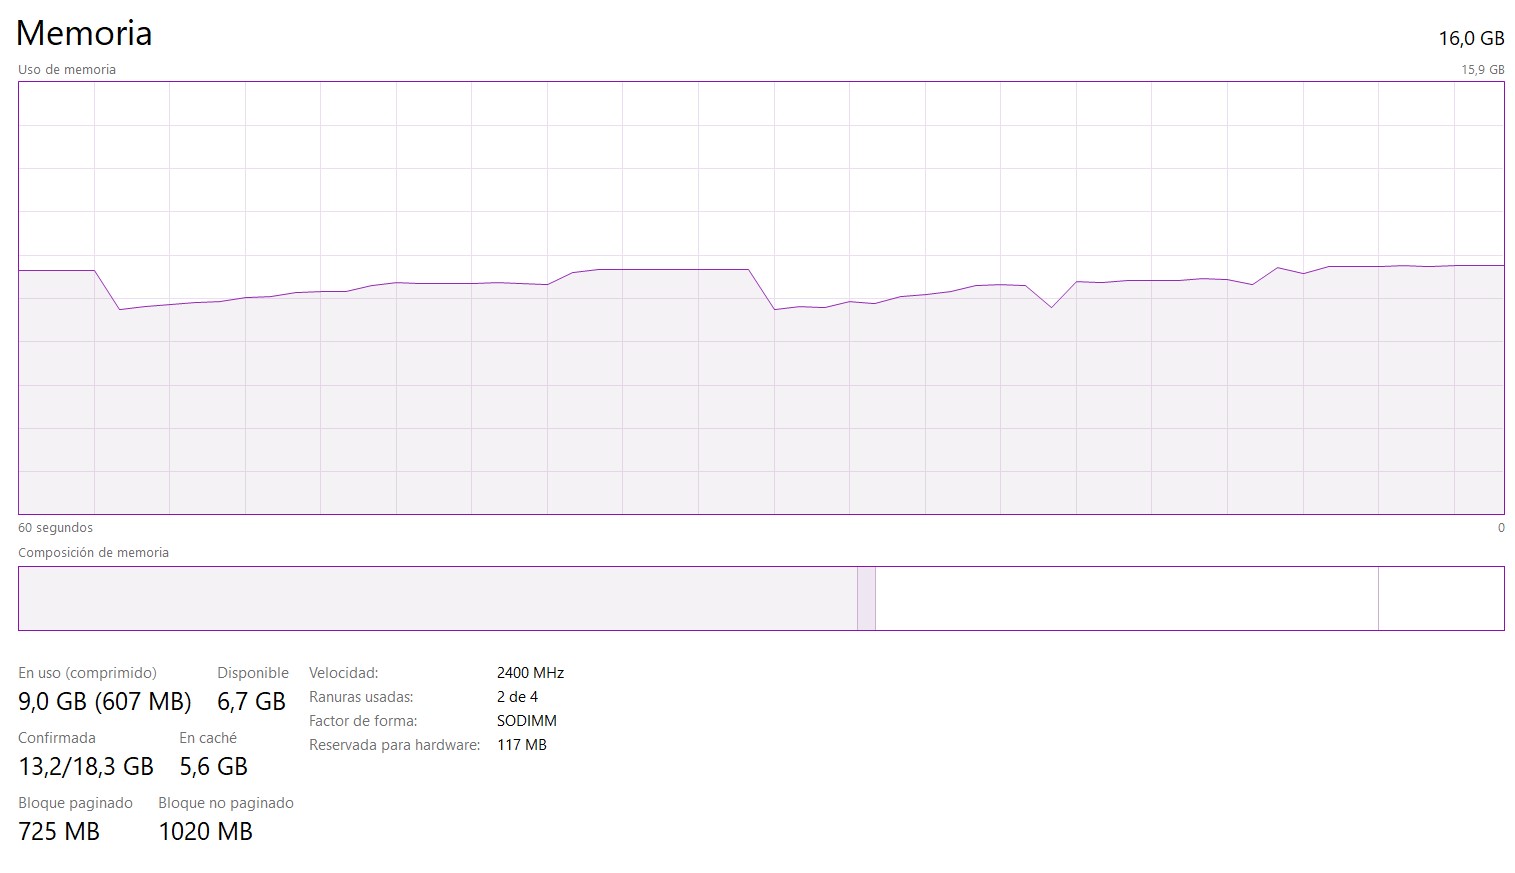 Memoria
16,0 GB
Uso de memoria
15,9 GB
60 segundos
0
Composición de memoria
En uso (comprimido)
Disponible
9,0 GB (607 MB)
6,7 GB
Confirmada
En caché
13,2/18,3 GB
5,6 GB
Bloque paginado
Bloque no paginado
725 MB
1020 MB
Velocidad:
2400 MHz
Ranuras usadas:
2 de 4
Factor de forma:
SODIMM
Reservada para hardware:
117 MB